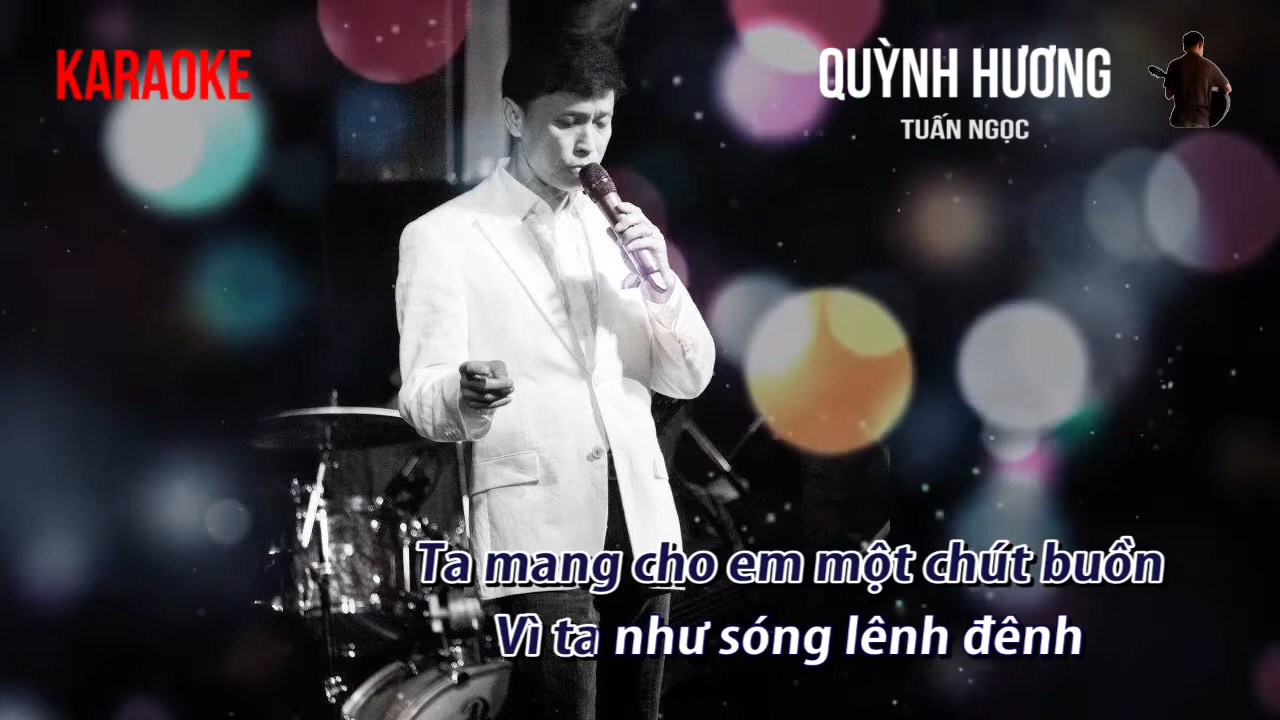 KARAOKE
QUỲNH HƯƠNG
TUẤN NGỌC
Ta mang cho em một chút buồn
Vì ta như sóng lênh đênh